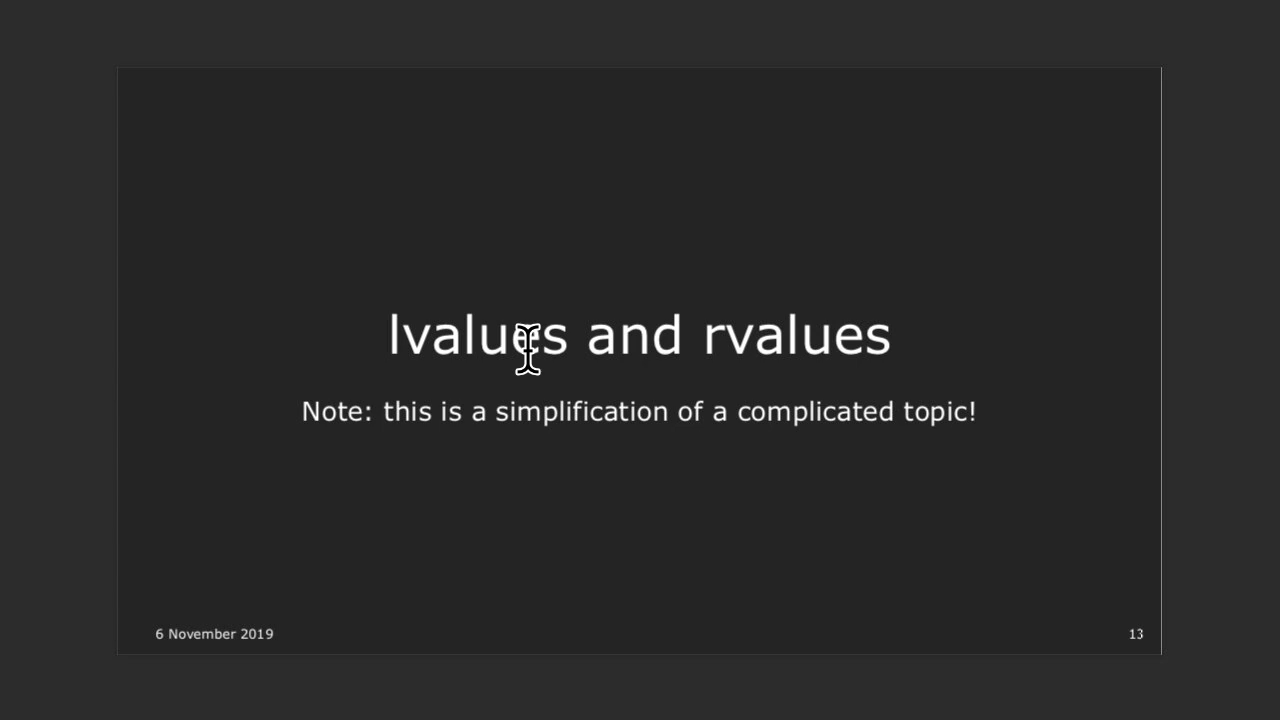 lvalues and rvalues
Note: this is a simplification of a complicated topic!
6 November 2019
13